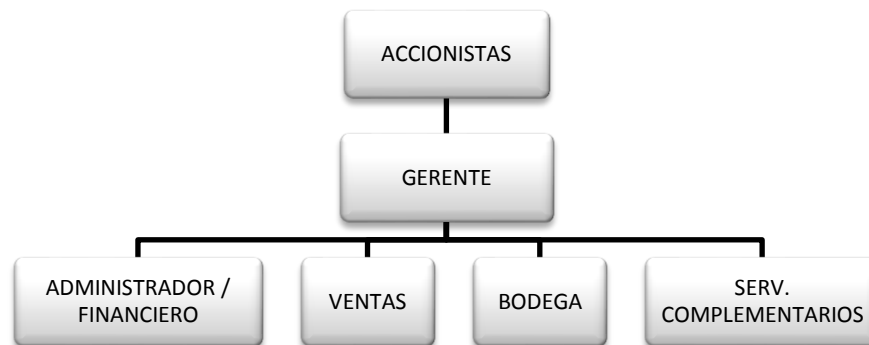 ACCIONISTAS
GERENTE
ADMINISTRADOR /
FINANCIERO
VENTAS
BODEGA
SERV.
COMPLEMENTARIOS